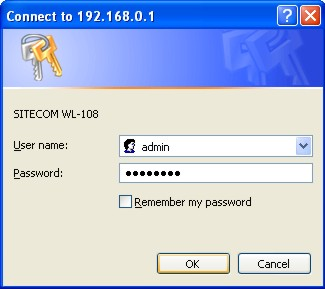 Connect to 192.168.0.1
SITECOM WL-108
User name:
admin
Password:
••••••••
Remember my password
OK
Cancel